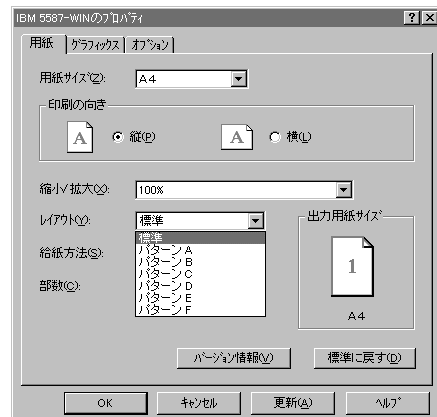 IBM 5587-WINのプロパティ
用紙
グラフィックス
オプション
用紙サイズ(Z):
A4
印刷の向き
A
縦(P)
A
横(L)
縮小/拡大(X):
100%
レイアウト(Y):
標準
出力用紙サイズ
標準
パターン A
給紙方法(S):
パターン B
パターン C
1
部数(C):
パターン D
パターン E
パターン F
A4
バージョン情報(V)
標準に戻す(D)
OK
キャンセル
更新(A)
ヘルプ